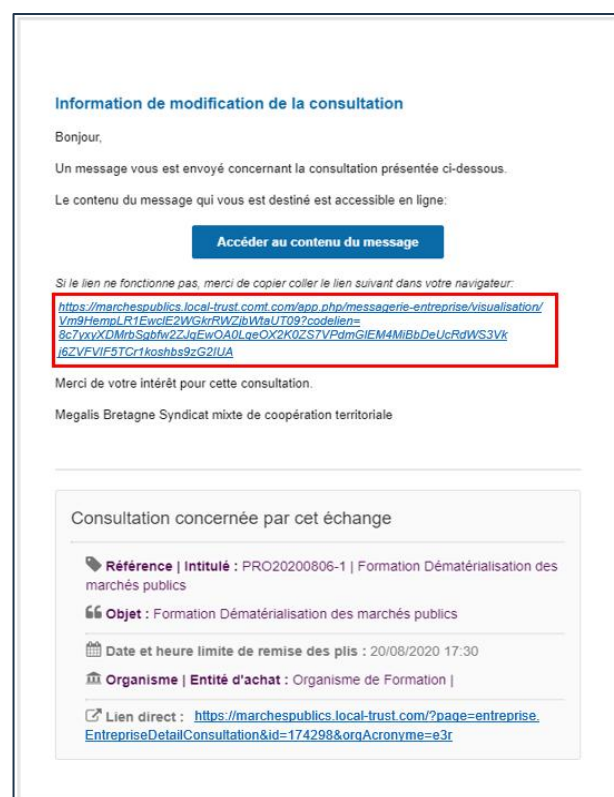 Information de modification de la consultation
Bonjour,
Un message vous est envoyé concernant la consultation présentée ci-dessous.
Le contenu du message qui vous est destiné est accessible en ligne:
Accéder au contenu du message
Si le lien ne fonctionne pas, merci de copier coller le lien suivant dans votre navigateur:
https://marchespublics.local-trust.comt.com/app.php/messagerie-entreprise/visualisation/
Vm9HempLR1EwclE2WGkrRWZjbWtaUT09?codelien=
8c7yxyXDMrbSgbfw2ZJqEwOA0LgeOX2K0ZS7VPdmGlEM4MiBbDeUcRdWS3Vk
j6ZVFVIF5TCr1koshbs9zG2IUA
Merci de votre intérêt pour cette consultation.
Megalis Bretagne Syndicat mixte de coopération territoriale
Consultation concernée par cet échange
Référence | Intitulé : PRO20200806-1 | Formation Dématérialisation des
marchés publics
Objet : Formation Dématérialisation des marchés publics
Date et heure limite de remise des plis : 20/08/2020 17:30
Organisme | Entité d'achat : Organisme de Formation |
Lien direct : https://marchespublics.local-trust.com/?page=entreprise.
EntrepriseDetailConsultation&id=174298&orgAcronyme=e3r